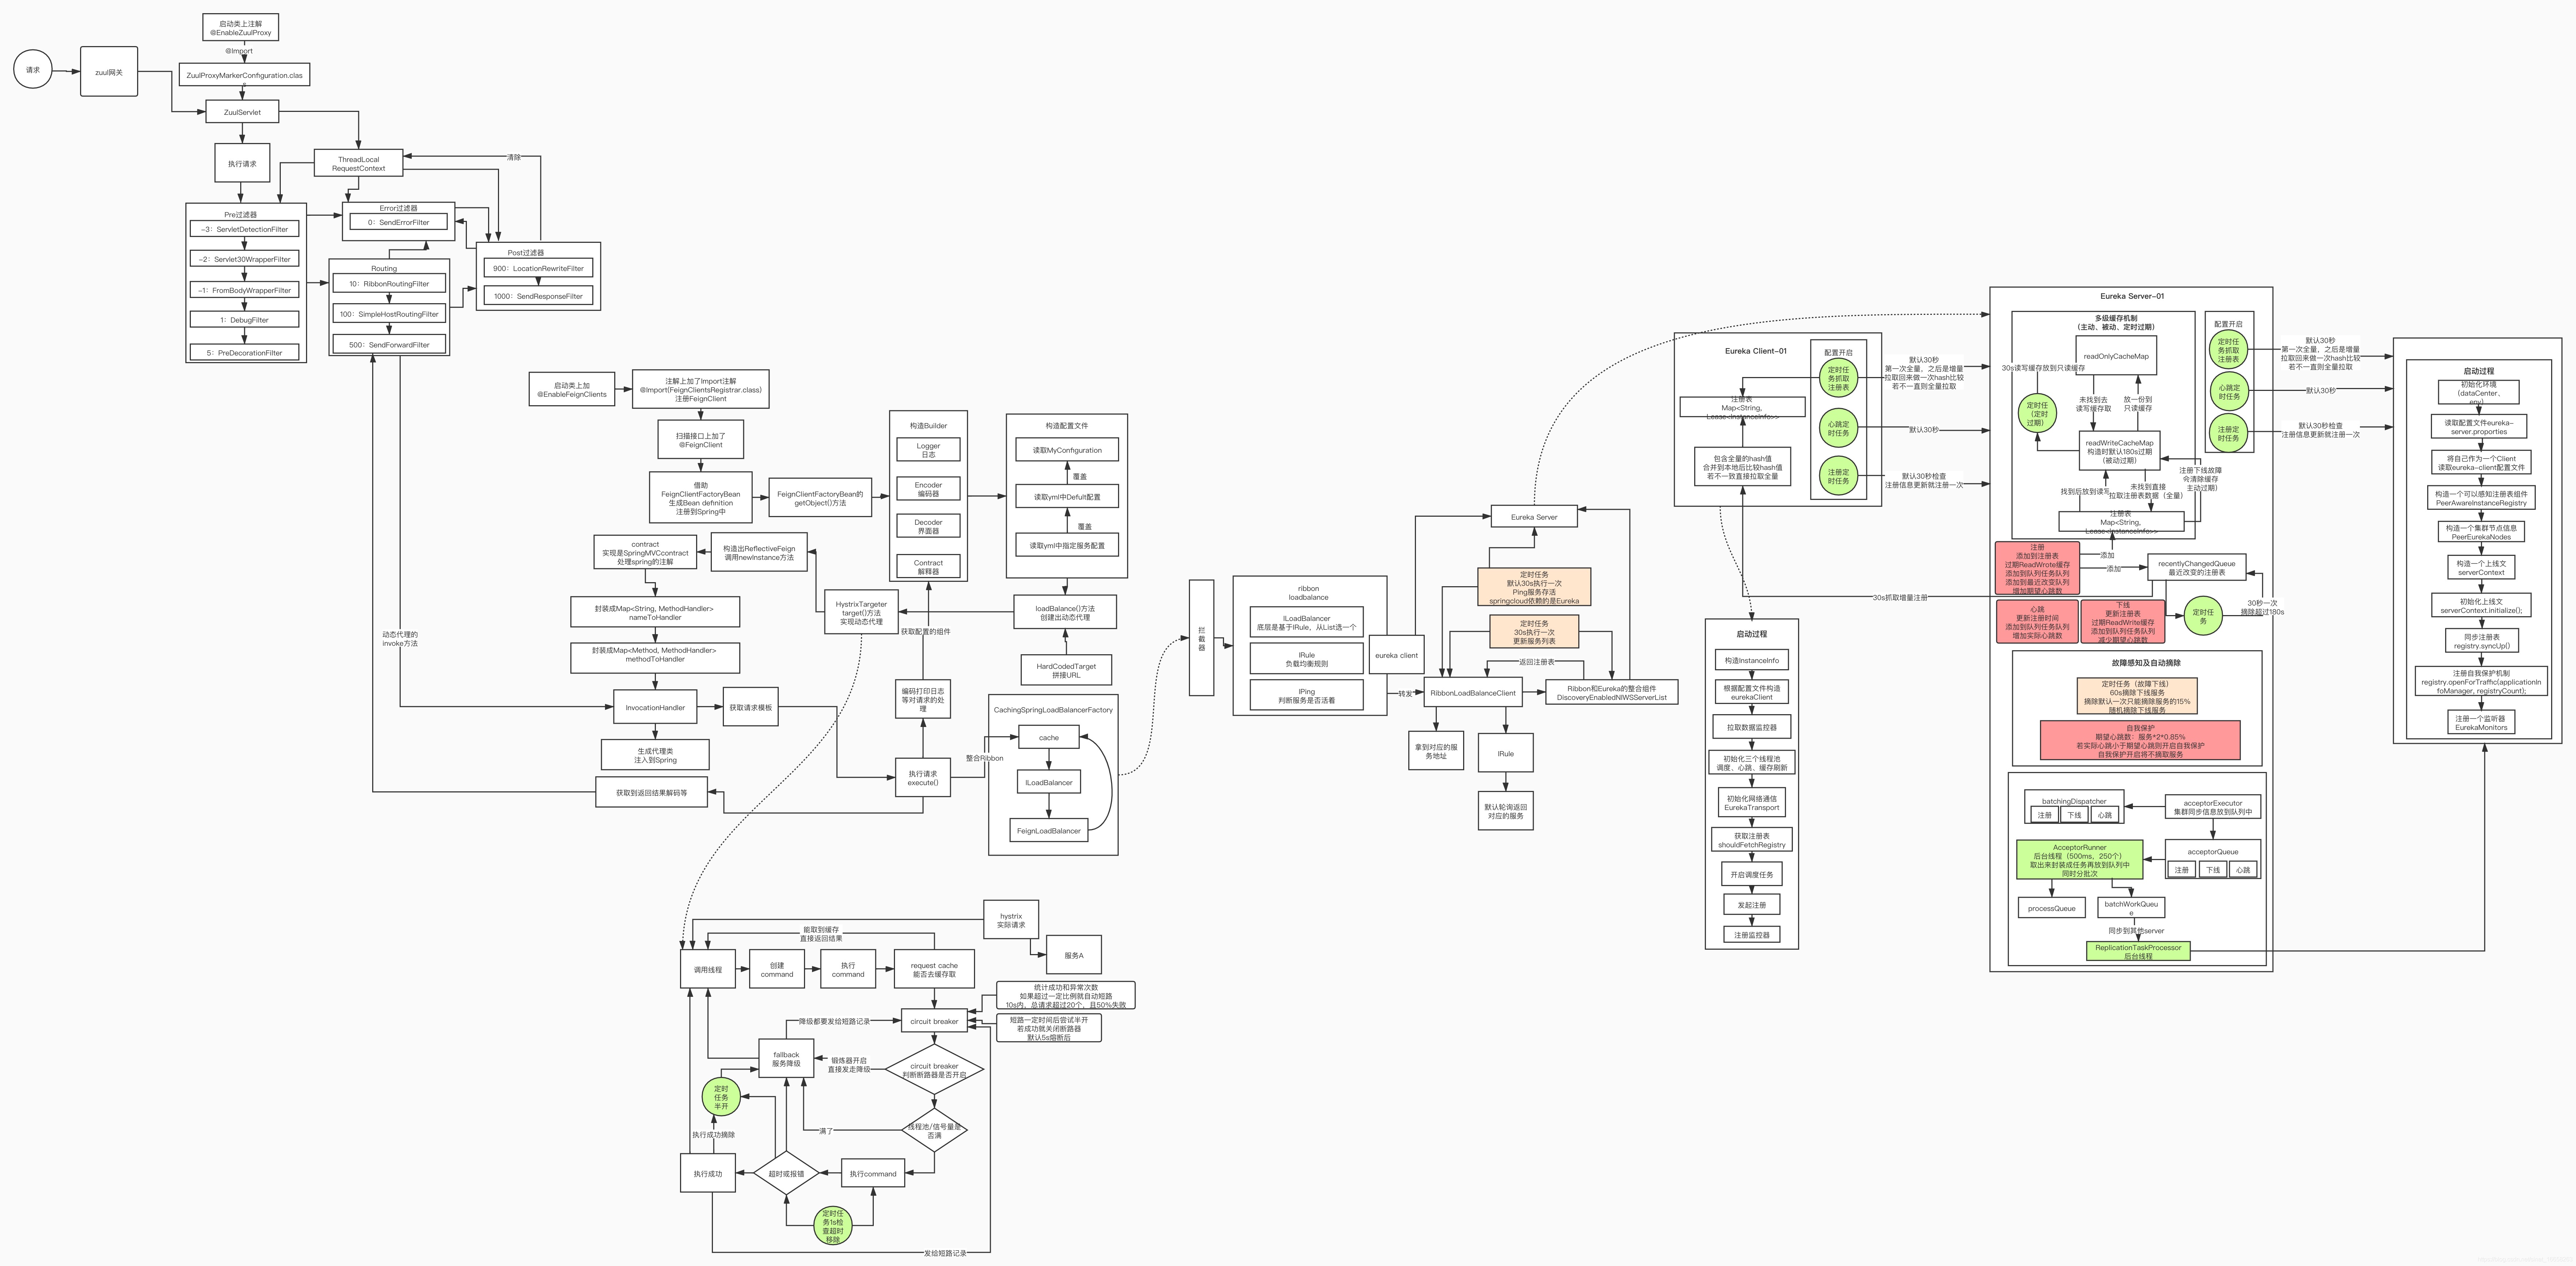 启动类上注解
@EnableZuulProxy
@Import
ZuulProxyMarkerConfiguration.clas
s
请求
zuul网关
ZuulServlet
执行请求
ThreadLocal
RequestContext
清除
Pre过滤器
-3：ServletDetectionFilter
-2：Servlet30WrapperFilter
-1：FromBodyWrapperFilter
1：DebugFilter
5：PreDecorationFilter
Error过滤器
0：SendErrorFilter
Routing
10：RibbonRoutingFilter
100：SimpleHostRoutingFilter
500：SendForwardFilter
Post过滤器
900：LocationRewriteFilter
1000：SendResponseFilter
动态代理的
Invoke方法
启动类上加
@EnableFeignClients
注解上加了Import注解
@Import(FeignClientsRegistrar.class)
注册FeignClient
扫描接口上加了
@FeignClient
借助
FeignClientFactoryBean
生成Bean definition
注册到Spring中
FeignClientFactoryBean的
getObject()方法
构造Builder
Logger
日志
Encoder
编码器
Decoder
界面器
Contract
解释器
构造配置文件
读取MyConfiguration
覆盖
读取yml中Defult配置
覆盖
读取yml中指定服务配置
loadBalance()方法
创建出动态代理
HardCodedTarget
拼接URL
HystrixTargeter
target()方法
实现动态代理
获取配置的组件
构造出ReflectiveFeign
调用newInstance方法
contract
实现是SpringMVCcontract
处理spring的注解
封装成Map<String, MethodHandler>
nameToHandler
封装成Map<Method, MethodHandler>
methodToHandler
InvocationHandler
获取请求模板
生成代理类
注入到Spring
获取到返回结果解码等
编码打印日志
等对请求的处
理
执行请求
execute()
整合Ribbon
CachingSpringLoadBalancerFactory
cache
ILoadBalancer
FeignLoadBalancer
拦
截
器
ribbon
loadbalance
ILoadBalancer
底层是基于IRule，从List选一个
IRule
负载均衡规则
IPing
判断服务是否活着
eureka client
转发
Eureka Server
定时任务
默认30s执行一次
Ping服务存活
springcloud依赖的是Eureka
定时任务
30s执行一次
更新服务列表
返回注册表
RibbonLoadBalanceClient
Ribbon和Eureka的整合组件
DiscoveryEnabledNIWSServerList
拿到对应的服
务地址
IRule
默认轮询返回
对应的服务
hystrix
实际请求
服务A
能取到缓存
直接返回结果
调用线程
创建
command
执行
command
request cache
能否去缓存取
统计成功和异常次数
如果超过一定比例就自动短路
10s内，总请求超过20个，且50%失败
短路一定时间后尝试半开
若成功就关闭断路器
默认5s熔断后
降级都要发给短路记录
circuit breaker
fallback
服务降级
锻炼器开启
直接发走降级
circuit breaker
判断断路器是否开启
定时
任务
半开
满了
线程池/信号量是
否满
执行成功摘除
执行成功
超时或报错
执行command
定时任
务1s检
查超时
移除
发给短路记录
Eureka Client-01
配置开启
定时任
务抓取
注册表
注册表
Map<String,
Lease<InstanceInfo>>
心跳定
时任务
包含全量的hash值
合并到本地后比较hash值
若不一致直接拉取全量
注册定
时任务
默认30秒
第一次全量，之后是增量
拉取回来做一次hash比较
若不一直则全量拉取
默认30秒
默认30秒检查
注册信息更新就注册一次
30s抓取增量注册
启动过程
构造InstanceInfo
根据配置文件构造
eurekaClient
拉取数据监控器
初始化三个线程池
调度、心跳、缓存刷新
初始化网络通信
EurekaTransport
获取注册表
shouldFetchRegistry
开启调度任务
发起注册
注册监控器
Eureka Server-01
多级缓存机制
（主动、被动、定时过期）
readOnlyCacheMap
30s读写缓存放到只读缓存
定时任
（定时
过期）
未找到去
读写缓存取
放一份到
只读缓存
readWriteCacheMap
构造时默认180s过期
（被动过期）
注册下线故障
会清除缓存
主动过期）
找到后放到读写
未找到直接
拉取注册表数据（全量）
注册表
Map<String,
Lease<InstanceInfo>>
配置开启
定时任
务抓取
注册表
心跳定
时任务
注册定
时任务
默认30秒
第一次全量，之后是增量
拉取回来做一次hash比较
若不一直则全量拉取
默认30秒
默认30秒检查
注册信息更新就注册一次
注册
添加到注册表
过期ReadWrote缓存
添加到队列任务队列
添加到最近改变队列
增加期望心跳数
添加
添加
recentlyChangedQueue
最近改变的注册表
心跳
更新注册时间
添加到队列任务队列
增加实际心跳数
下线
更新注册表
过期ReadWrite缓存
添加到队列任务队列
减少期望心跳数
定时任
务
30秒一次
摘除超过180s
故障感知及自动摘除
定时任务（故障下线）
60s摘除下线服务
摘除默认一次只能摘除服务的15%
随机摘除下线服务
自我保护
期望心跳数：服务*2*0.85%
若实际心跳小于期望心跳则开启自我保护
自我保护开启将不摘取服务
batchingDispatcher
注册
下线
心跳
acceptorExecutor
集群同步信息放到队列中
AcceptorRunner
后台线程（500ms，250个）
取出来封装成任务再放到队列中
同时分批次
acceptorQueue
注册
下线
心跳
processQueue
batchWorkQueu
e
同步到其他server
ReplicationTaskProcessor
后台线程
启动过程
初始化环境
（dataCenter、
env）
读取配置文件eureka-
server.proporties
将自己作为一个Client
读取eureka-client配置文件
构造一个可以感知注册表组件
PeerAwareInstanceRegistry
构造一个集群节点信息
PeerEurekaNodes
构造一个上线文
serverContext
初始化上线文
serverContext.initialize();
同步注册表
registry.syncUp()
注册自我保护机制
registry.openForTraffic(applicationIn
foManager, registryCount);
注册一个监听器
EurekaMonitors